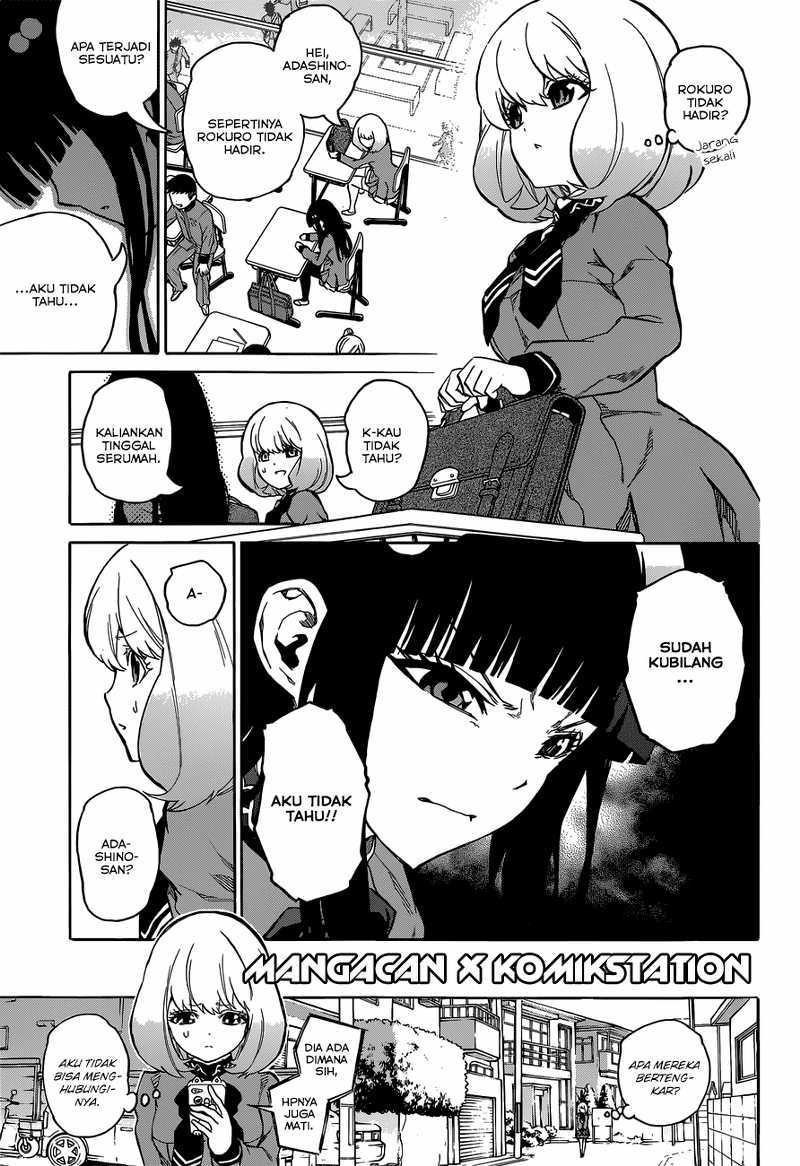 ROKURO
TIDAK
HADIR?
Jarang
sekali
HEI,
ADASHINO-
SAN,
SEPERTINYA
ROKURO TIDAK
HADIR.
APA TERJADI
SESUATU?
...AKU TIDAK
TAHU...
K-KAU
TIDAK
TAHU?
KALIANKAN
TINGGAL
SERUMAH.
SUDAH
KUBILANG
...
AKU TIDAK
TAHU!!
A-
ADA-
SHINO-
SAN?
MANGACAN X KOMIKSTATION
APA MEREKA
BERTENG-
KAR?
DIA ADA
DIMANA
SIH,
HPNYA
JUGA
MATI.
AKU TIDAK
BISA MENG-
HUBUNGI-
NYA.